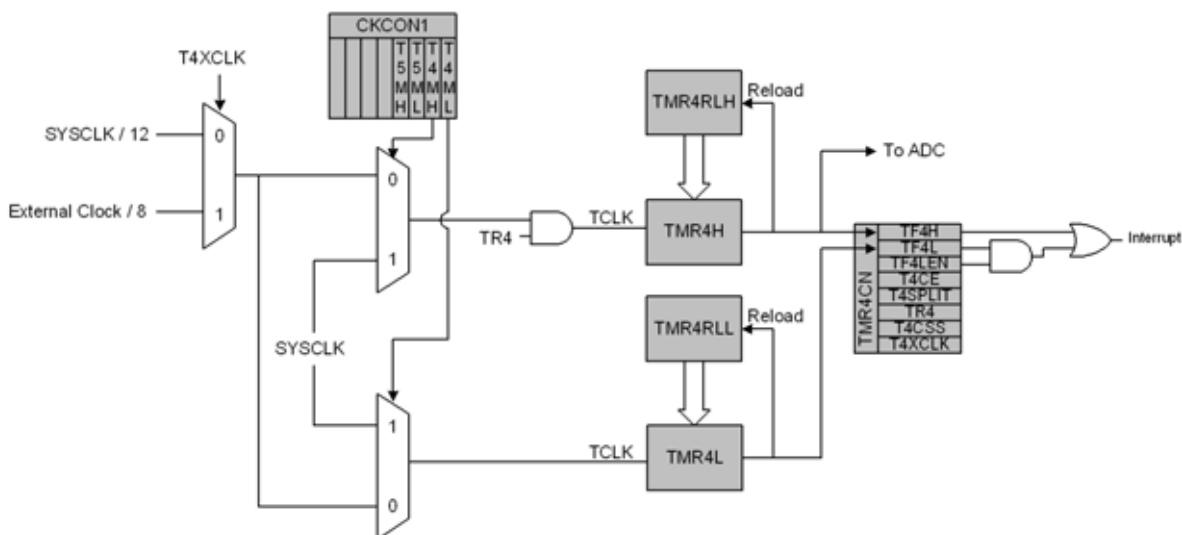 CKCON1
T5MH
T5ML
T4MH
T4ML
T4XCLK
SYSCLK / 12
0
External Clock / 8
1
0
1
SYSCLK
1
0
TR4
TCLK
TMR4RLH
Reload
TMR4H
To ADC
TCLK
TMR4RLL
Reload
TMR4L
TMR4CN
TF4H
TF4L
TF4LEN
T4CE
T4SPLIT
TR4
T4CSS
T4XCLK
Interrupt